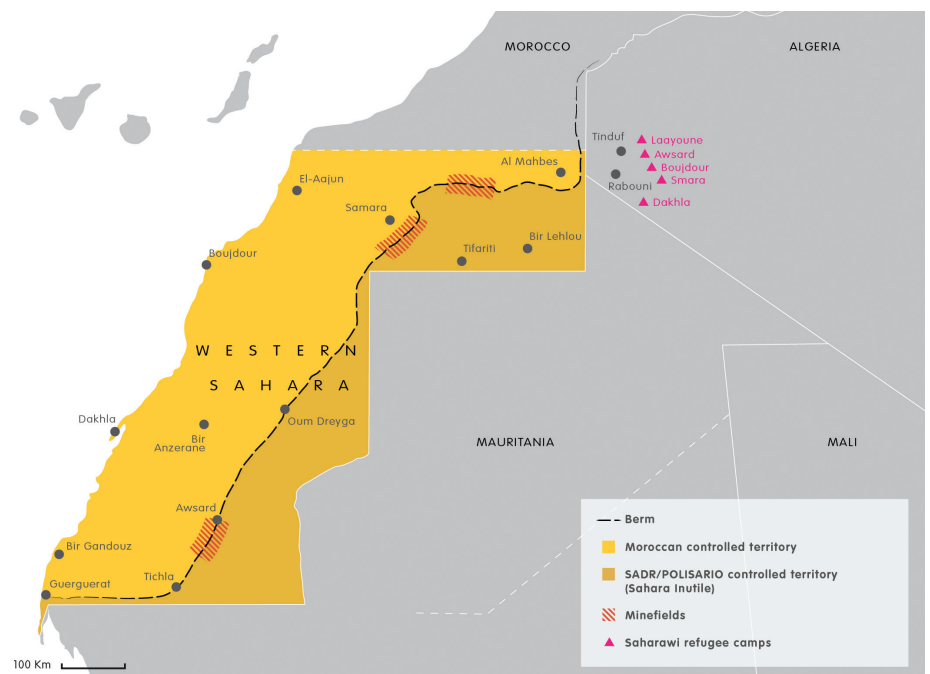 MOROCCO
ALGERIA
Tinduf
Laayoune
Awsard
Boujdour
Smara
Rabouni
Dakhla
Al Mahbes
El-Aajun
Samara
Bir Lehlou
Tifariti
Boujdour
WESTERN
SAHARA
Dakhla
Oum Dreyga
Bir
Anzerane
MAURITANIA
MALI
Awsard
Bir Gandouz
Tichla
Guerguerat
Berm
Moroccan controlled territory
SADR/POLISARIO controlled territory
(Sahara Inutile)
Minefields
Saharawi refugee camps
100 Km